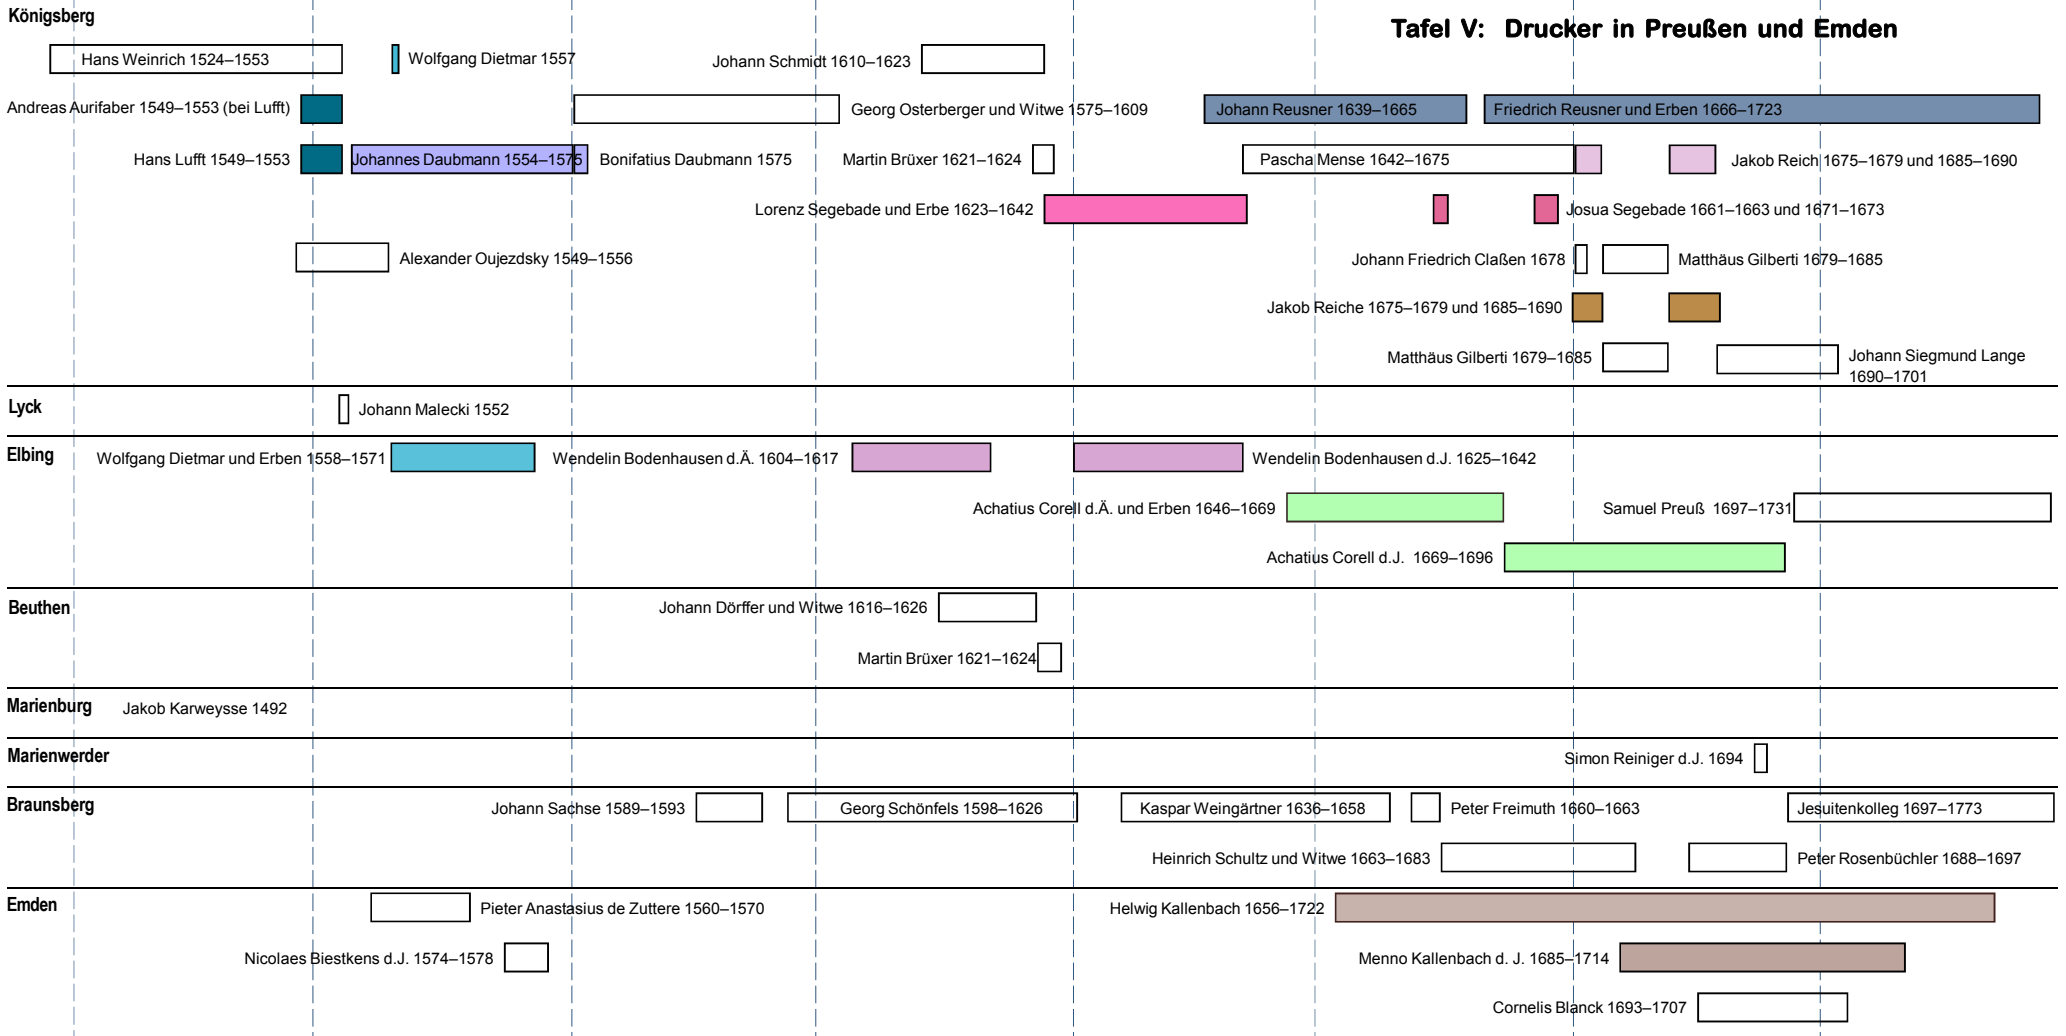 Königsberg
Tafel V: Drucker in Preußen und Emden
Hans Weinrich 1524–1553
Wolfgang Dietmar 1557
Johann Schmidt 1610–1623
Andreas Aurifaber 1549–1553 (bei Lufft)
Georg Osterberger und Witwe 1575–1609
Johann Reusner 1639–1665
Friedrich Reusner und Erben 1666–1723
Hans Lufft 1549–1553
Johannes Daubmann 1554–1575
Bonifatius Daubmann 1575
Martin Brüxer 1621–1624
Pascha Mense 1642–1675
Jakob Reich 1675–1679 und 1685–1690
Lorenz Segebade und Erbe 1623–1642
Josua Segebade 1661–1663 und 1671–1673
Alexander Oujezdsky 1549–1556
Johann Friedrich Claßen 1678
Matthäus Gilberti 1679–1685
Jakob Reiche 1675–1679 und 1685–1690
Matthäus Gilberti 1679–1685
Johann Siegmund Lange
1690–1701
Lyck
Johann Malecki 1552
Elbing
Wolfgang Dietmar und Erben 1558–1571
Wendelin Bodenhausen d.Ä. 1604–1617
Wendelin Bodenhausen d.J. 1625–1642
Achatius Corell d.Ä. und Erben 1646–1669
Samuel Preuß 1697–1731
Achatius Corell d.J. 1669–1696
Beuthen
Johann Dörffer und Witwe 1616–1626
Martin Brüxer 1621–1624
Marienburg
Jakob Karweysse 1492
Marienwerder
Simon Reiniger d.J. 1694
Braunsberg
Johann Sachse 1589–1593
Georg Schönfels 1598–1626
Kaspar Weingärtner 1636–1658
Peter Freimuth 1660–1663
Jesuitenkolleg 1697–1773
Heinrich Schultz und Witwe 1663–1683
Peter Rosenbüchler 1688–1697
Emden
Pieter Anastasius de Zuttere 1560–1570
Helwig Kallenbach 1656–1722
Nicolaes Biestkens d.J. 1574–1578
Menno Kallenbach d. J. 1685–1714
Cornelis Blanck 1693–1707